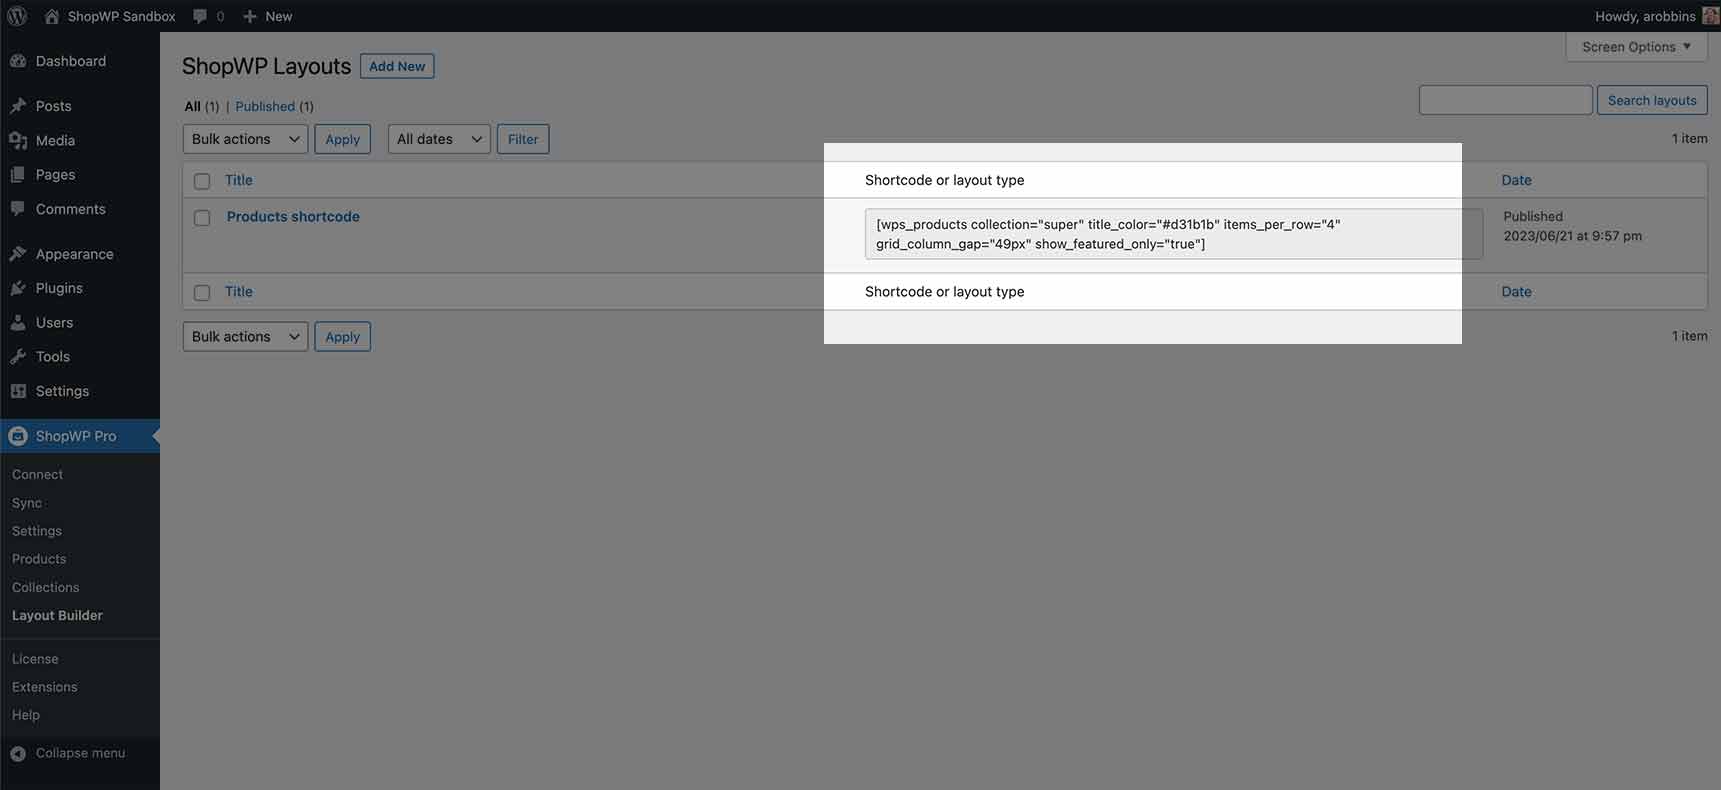 ShopWP Sandbox 0 New Howdy, arobbins
Screen Options ▼
Dashboard
Posts
Media
Pages
Comments
Appearance
Plugins
Users
Tools
Settings
ShopWP Pro
Connect
Sync
Settings
Products
Collections
Layout Builder
License
Extensions
Help
Collapse menu
ShopWP Layouts Add New
All (1) | Published (1)
Search layouts
Bulk actions Apply All dates Filter 1 item
Title Shortcode or layout type Date
Products shortcode
[wps_products collection="super" title_color="#d31b1b" items_per_row="4"
grid_column_gap="49px" show_featured_only="true"]
Published
2023/06/21 at 9:57 pm
Title Shortcode or layout type Date
Bulk actions Apply 1 item